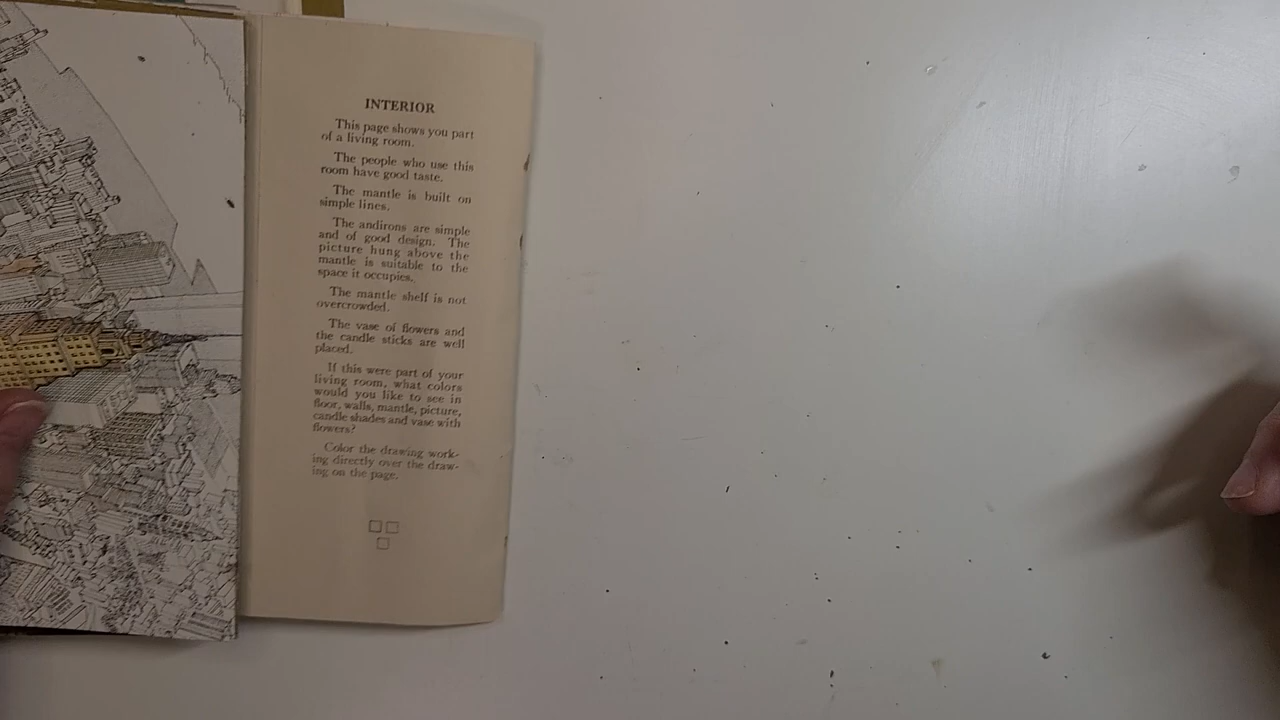 INTERIOR
This page shows you part
of a living room.
The people who use this
room have good taste.
The mantle is built on
simple lines.
The andirons are simple
and of good design. The
picture hung above the
mantle is suitable to the
space it occupies.
The mantle shelf is not
overcrowded.
The vase of flowers and
the candle sticks are well
placed.
If this were part of your
living room, what colors
would you like to see in
floor, walls, mantle, picture,
candle shades and vase with
flowers?
Color the drawing work-
ing directly over the draw-
ing on the page.